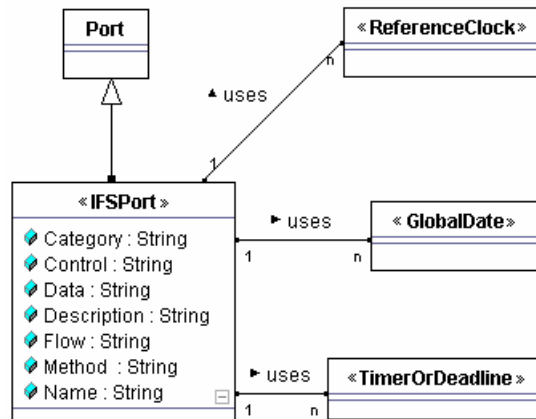 Port
«ReferenceClock»
n
▲ uses
1
«IFSPort»
Category : String
Control : String
Data : String
Description : String
Flow : String
Method : String
Name : String
► uses
1
n
«GlobalDate»
► uses
1
n
«TimerOrDeadline»